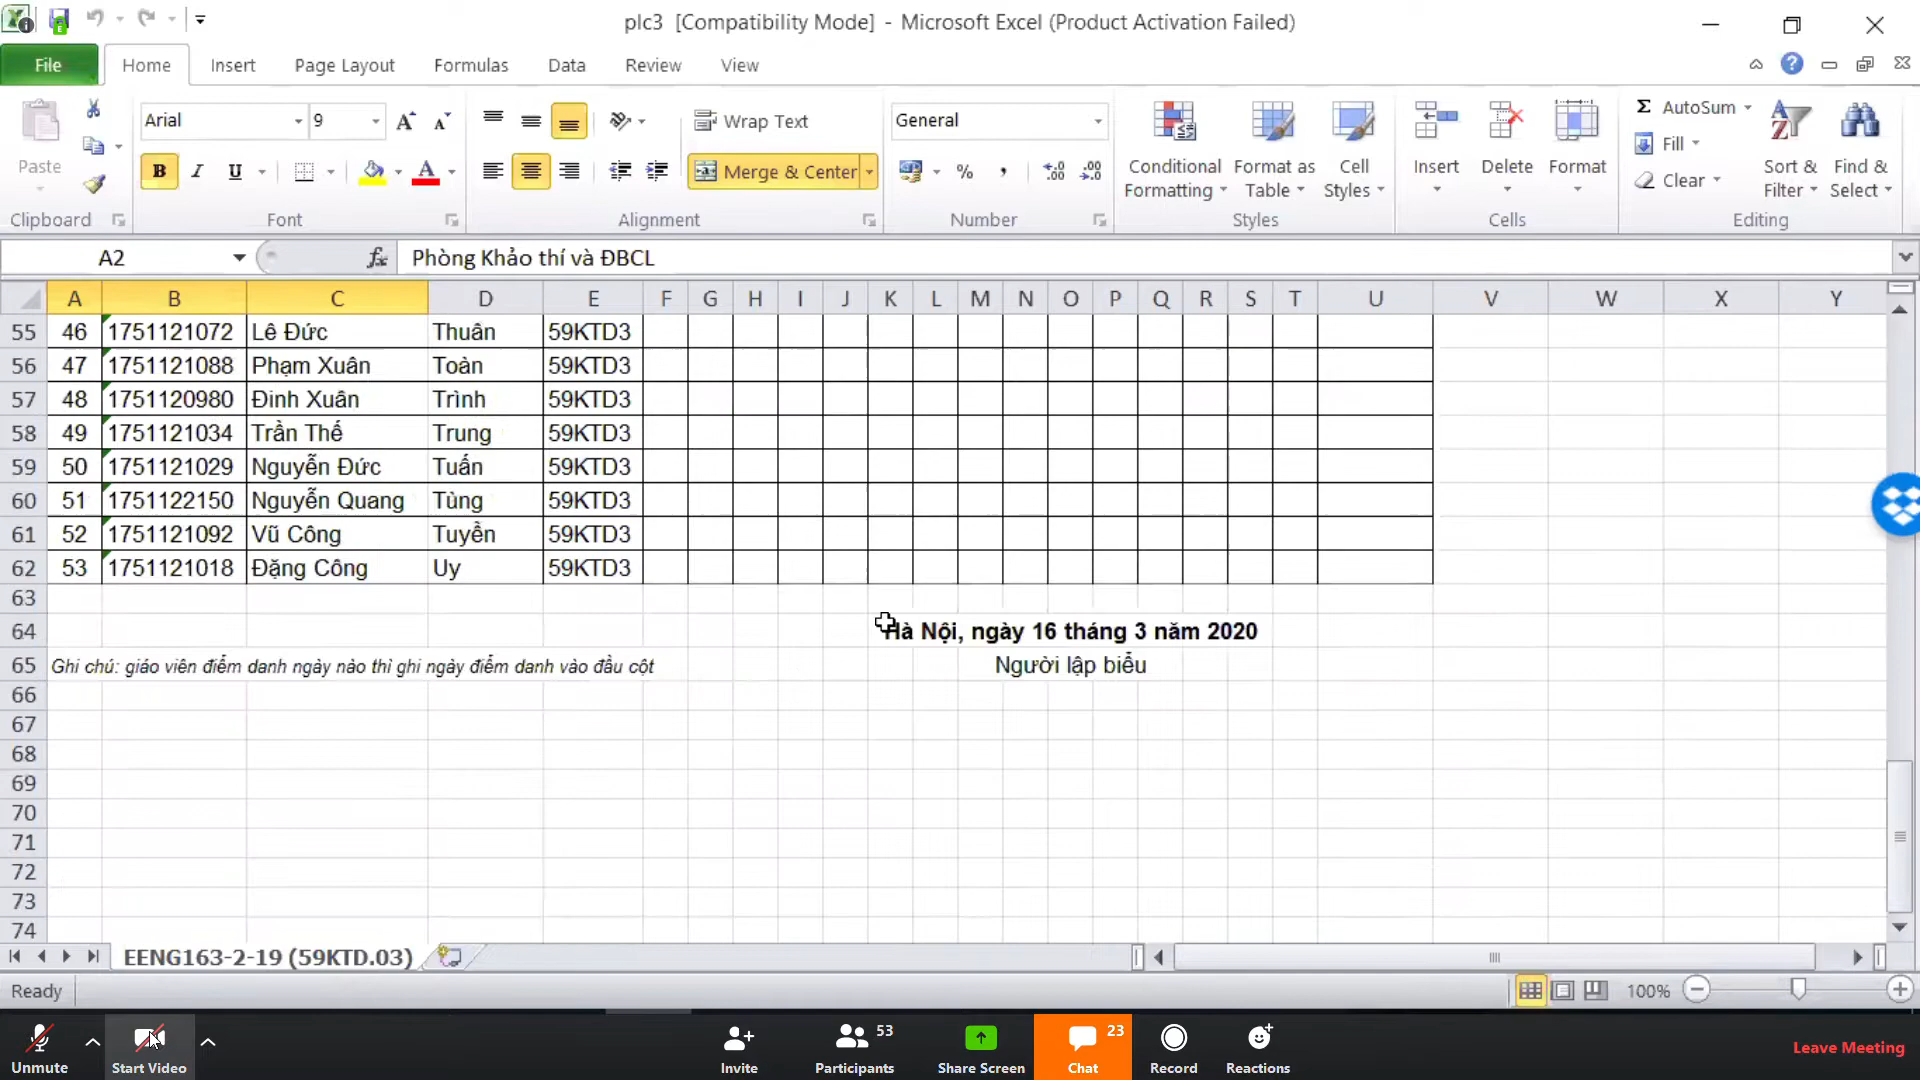 plc3 [Compatibility Mode] - Microsoft Excel (Product Activation Failed)
File Home Insert Page Layout Formulas Data Review View
Arial 9 Wrap Text General AutoSum
Paste Conditional Formatting Format as Table Cell Styles Insert Delete Format Fill Sort & Filter Find & Select
B I U A Merge & Center % , Clear
Clipboard Font Alignment Number Styles Cells Editing
A2 fx Phòng Khảo thí và ĐBCL
A B C D E F G H I J K L M N O P Q R S T U V W X Y
55 46 1751121072 Lê Đức Thuân 59KTD3
56 47 1751121088 Phạm Xuân Toàn 59KTD3
57 48 1751120980 Đinh Xuân Trình 59KTD3
58 49 1751121034 Trần Thế Trung 59KTD3
59 50 1751121029 Nguyễn Đức Tuấn 59KTD3
60 51 1751122150 Nguyễn Quang Tùng 59KTD3
61 52 1751121092 Vũ Công Tuyền 59KTD3
62 53 1751121018 Đặng Công Uy 59KTD3
63
64 Hà Nội, ngày 16 tháng 3 năm 2020
65 Ghi chú: giáo viên điểm danh ngày nào thì ghi ngày điểm danh vào đầu cột Người lập biểu
66
67
68
69
70
71
72
73
74
EENG163-2-19 (59KTD.03)
Ready 100%
53 23
Unmute Start Video Invite Participants Share Screen Chat Record Reactions Leave Meeting